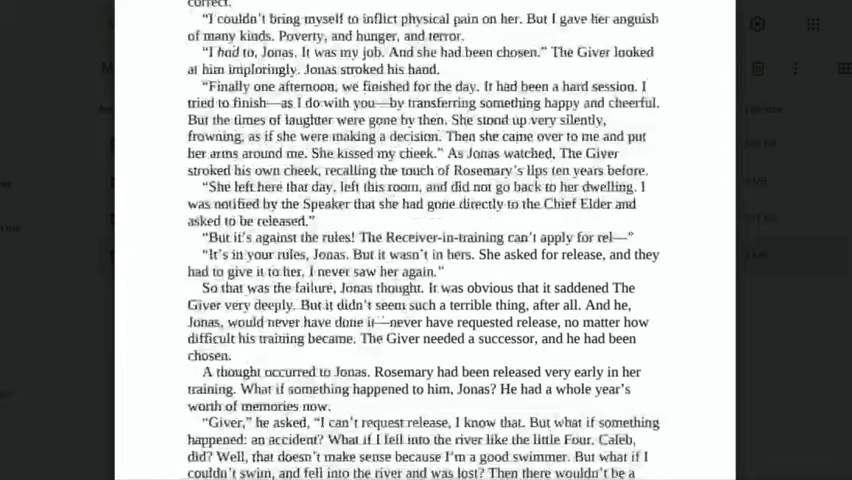 correct.
“I couldn’t bring myself to inflict physical pain on her. But I gave her anguish
of many kinds. Poverty, and hunger, and terror.
“I had to, Jonas. It was my job. And she had been chosen.” The Giver looked
at him imploringly. Jonas stroked his hand.
“Finally one afternoon, we finished for the day. It had been a hard session. I
tried to finish—as I do with you—by transferring something happy and cheerful.
But the times of laughter were gone by then. She stood up very silently,
frowning, as if she were making a decision. Then she came over to me and put
her arms around me. She kissed my cheek.” As Jonas watched, The Giver
stroked his own cheek, recalling the touch of Rosemary’s lips ten years before.
“She left here that day, left this room, and did not go back to her dwelling. I
was notified by the Speaker that she had gone directly to the Chief Elder and
asked to be released.”
“But it’s against the rules! The Receiver-in-training can’t apply for rel—”
“It’s in your rules, Jonas. But it wasn’t in hers. She asked for release, and they
had to give it to her. I never saw her again.”
So that was the failure, Jonas thought. It was obvious that it saddened The
Giver very deeply. But it didn’t seem such a terrible thing, after all. And he,
Jonas, would never have done it—never have requested release, no matter how
difficult his training became. The Giver needed a successor, and he had been
chosen.
A thought occurred to Jonas. Rosemary had been released very early in her
training. What if something happened to him, Jonas? He had a whole year’s
worth of memories now.
“Giver,” he asked, “I can’t request release, I know that. But what if something
happened: an accident? What if I fell into the river like the little Four, Caleb,
did? Well, that doesn’t make sense because I’m a good swimmer. But what if I
couldn’t swim, and fell into the river and was lost? Then there wouldn’t be a